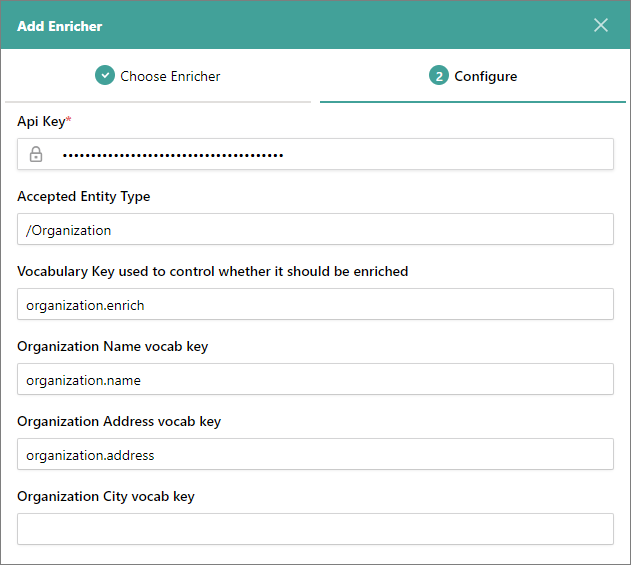 Add Enricher
Choose Enricher
2 Configure
Api Key*
•••••••••••••••••••••••••••••••••••••••
Accepted Entity Type
/Organization
Vocabulary Key used to control whether it should be enriched
organization.enrich
Organization Name vocab key
organization.name
Organization Address vocab key
organization.address
Organization City vocab key